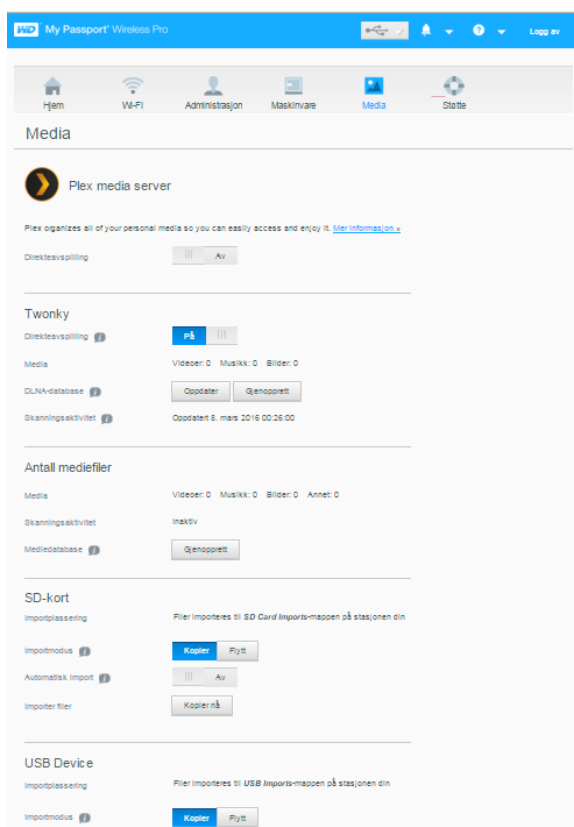 WD My Passport® Wireless Pro
Logg av
Hjem Wi-Fi Administrasjon Maskinvare Media Støtte
Media
Plex media server
Plex organizes all of your personal media so you can easily access and enjoy it. Mer informasjon »
Direkteavspilling Av
Twonky
Direkteavspilling På
Media Videoer: 0 Musikk: 0 Bilder: 0
DLNA-database Oppdater Gjenopprett
Skanningsaktivitet Oppdatert 8. mars 2016 00:26:00
Antall mediefiler
Media Videoer: 0 Musikk: 0 Bilder: 0 Annet: 0
Skanningsaktivitet Inaktiv
Mediedatabase Gjenopprett
SD-kort
Importplassering Filer importeres til SD Card Imports-mappen på stasjonen din
Importmodus Kopier Flytt
Automatisk import Av
Importer filer Kopier nå
USB Device
Importplassering Filer importeres til USB Imports-mappen på stasjonen din
Importmodus Kopier Flytt